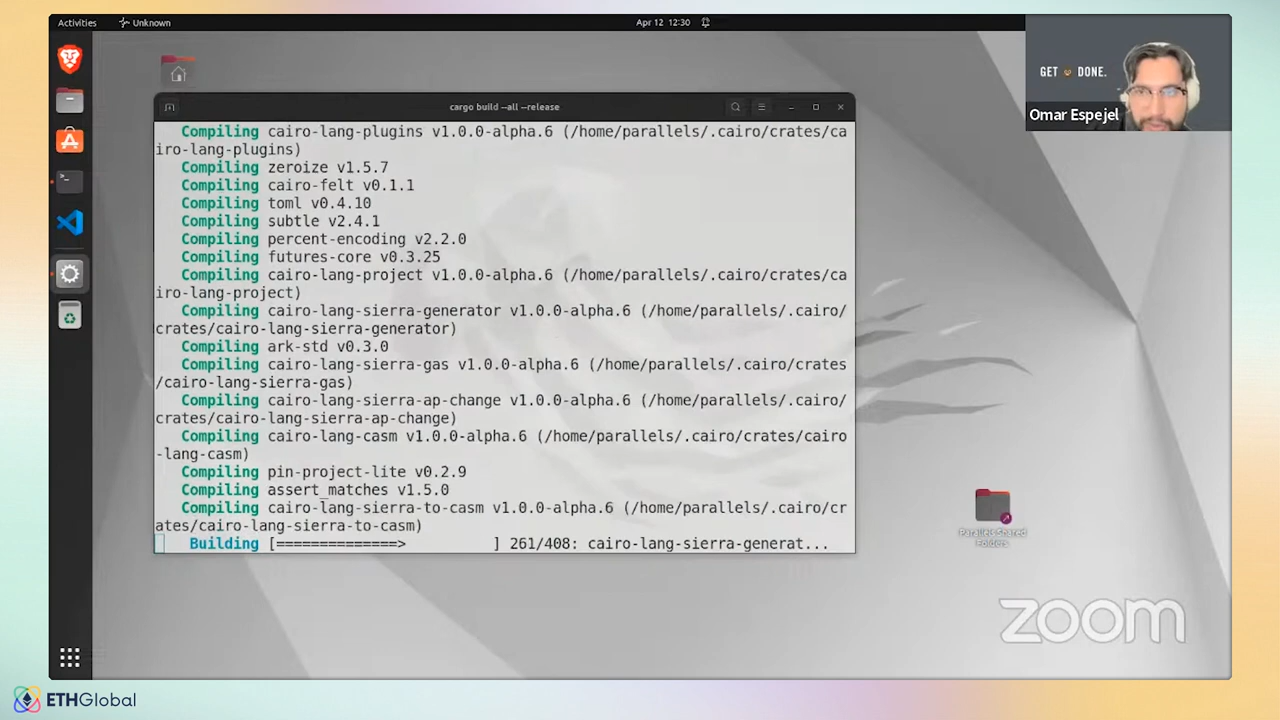 Activities
Unknown
Apr 12 12:30
GET DONE.
Omar Espejel
cargo build --all --release
Compiling cairo-lang-plugins v1.0.0-alpha.6 (/home/parallels/.cairo/crates/ca
iro-lang-plugins)
Compiling zeroize v1.5.7
Compiling cairo-felt v0.1.1
Compiling toml v0.4.10
Compiling subtle v2.4.1
Compiling percent-encoding v2.2.0
Compiling futures-core v0.3.25
Compiling cairo-lang-project v1.0.0-alpha.6 (/home/parallels/.cairo/crates/ca
iro-lang-project)
Compiling cairo-lang-sierra-generator v1.0.0-alpha.6 (/home/parallels/.cairo/
crates/cairo-lang-sierra-generator)
Compiling ark-std v0.3.0
Compiling cairo-lang-sierra-gas v1.0.0-alpha.6 (/home/parallels/.cairo/crates
/cairo-lang-sierra-gas)
Compiling cairo-lang-sierra-ap-change v1.0.0-alpha.6 (/home/parallels/.cairo/
crates/cairo-lang-sierra-ap-change)
Compiling cairo-lang-casm v1.0.0-alpha.6 (/home/parallels/.cairo/crates/cairo
-lang-casm)
Compiling pin-project-lite v0.2.9
Compiling assert_matches v1.5.0
Compiling cairo-lang-sierra-to-casm v1.0.0-alpha.6 (/home/parallels/.cairo/cr
ates/cairo-lang-sierra-to-casm)
Building [==============> ] 261/408: cairo-lang-sierra-generat...
Parallels Shared
Folders
zoom
ETHGlobal